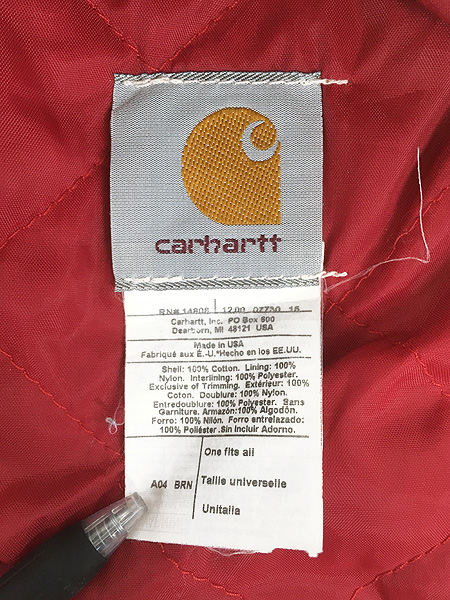 carhartt
RN# 14806 12.00 07730 15
Carhartt, Inc. PO Box 600
Dearborn, MI 48121 USA
Made in USA
Fabriqué aux É.-U.*Hecho en los EE.UU.
Shell: 100% Cotton. Lining: 100%
Nylon. Interlining: 100% Polyester.
Exclusive of Trimming. Extérieur: 100%
Coton. Doublure: 100% Nylon.
Entredoublure: 100% Polyester. Sans
Garniture. Armazón: 100% Algodón.
Forro: 100% Nilón. Forro entrelazado:
100% Poliéster. Sin Incluir Adorno.
One fits all
A04 BRN Taille universelle
Unitalla